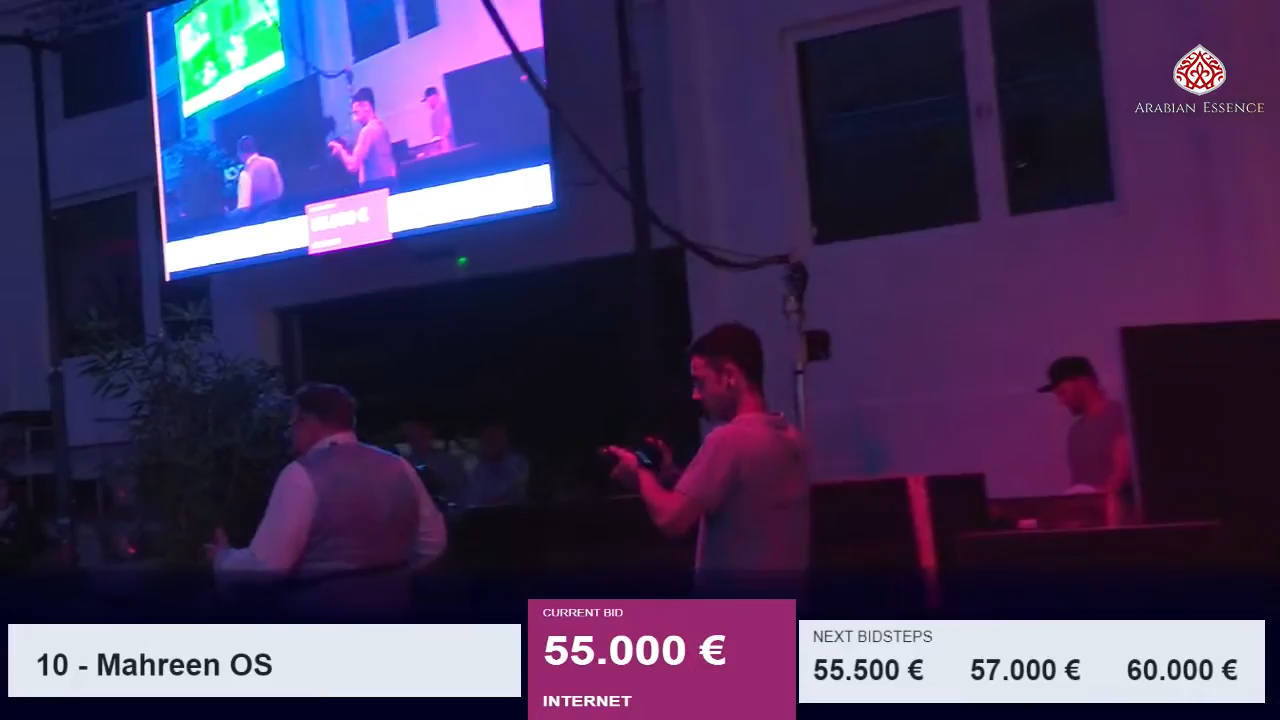 ARABIAN ESSENCE
10 - Mahreen OS
CURRENT BID
55.000 €
INTERNET
NEXT BIDSTEPS
55.500 € 57.000 € 60.000 €